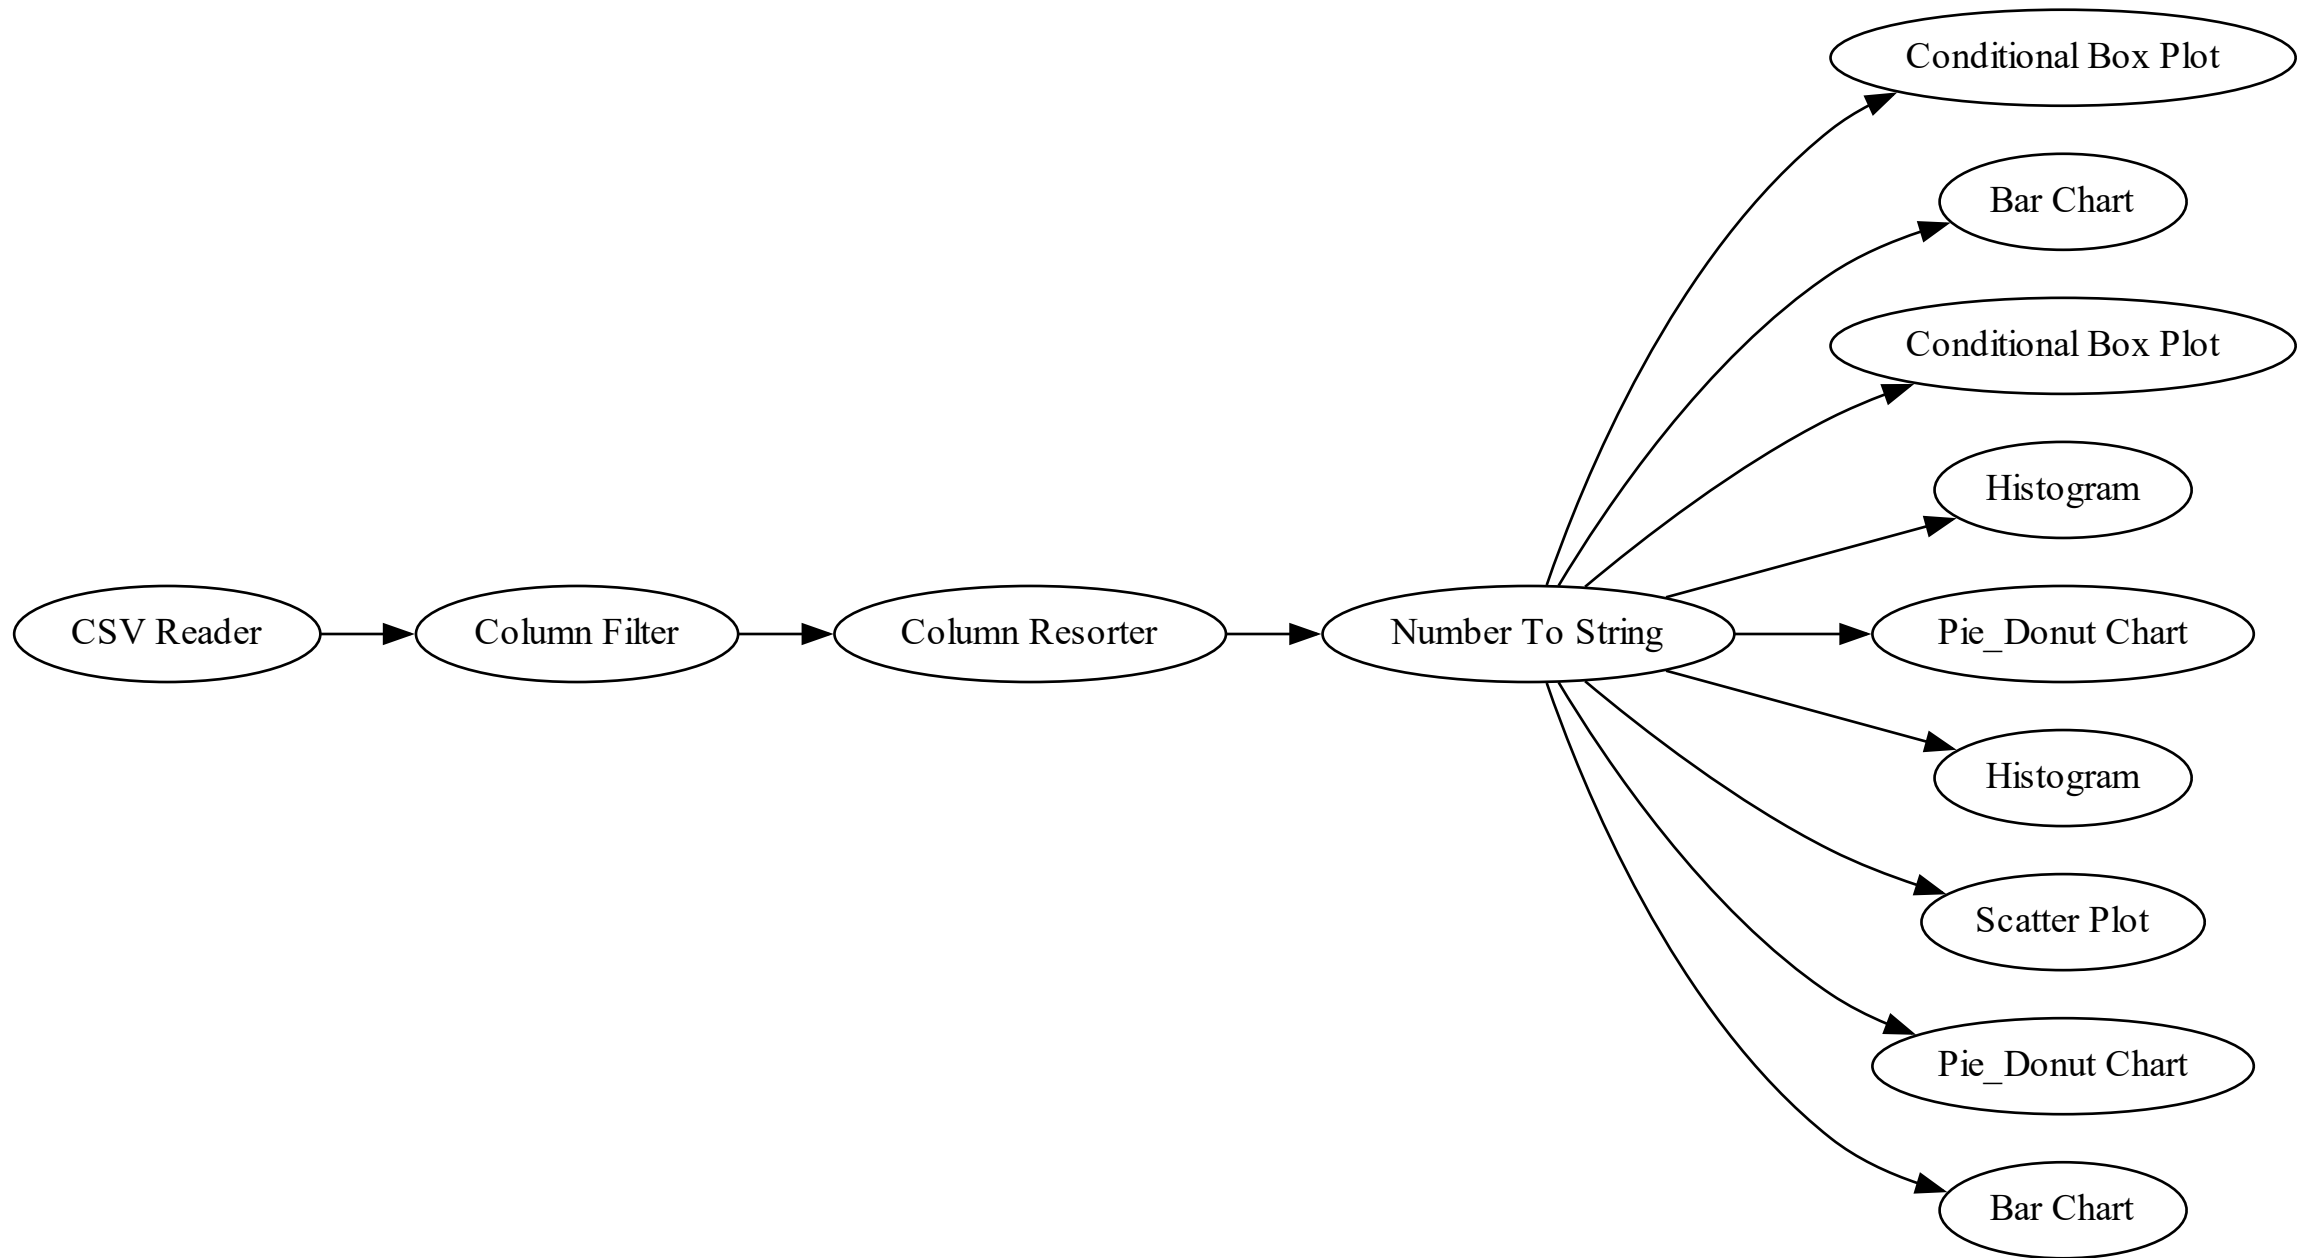 CSV Reader
Column Filter
Column Resorter
Number To String
Conditional Box Plot
Bar Chart
Conditional Box Plot
Histogram
Pie_Donut Chart
Histogram
Scatter Plot
Pie_Donut Chart
Bar Chart